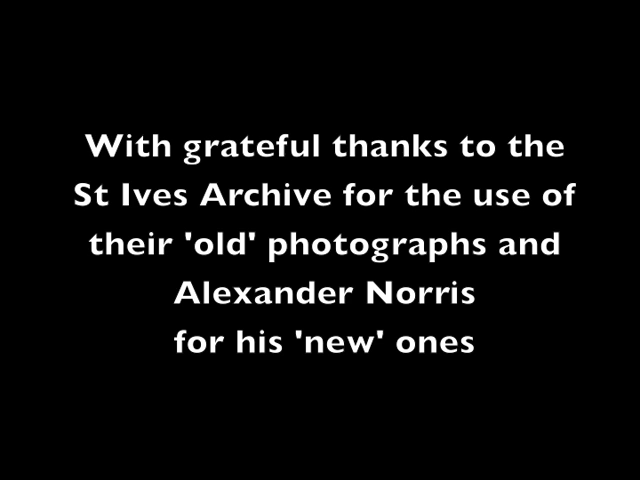 With grateful thanks to the
St Ives Archive for the use of
their 'old' photographs and
Alexander Norris
for his 'new' ones